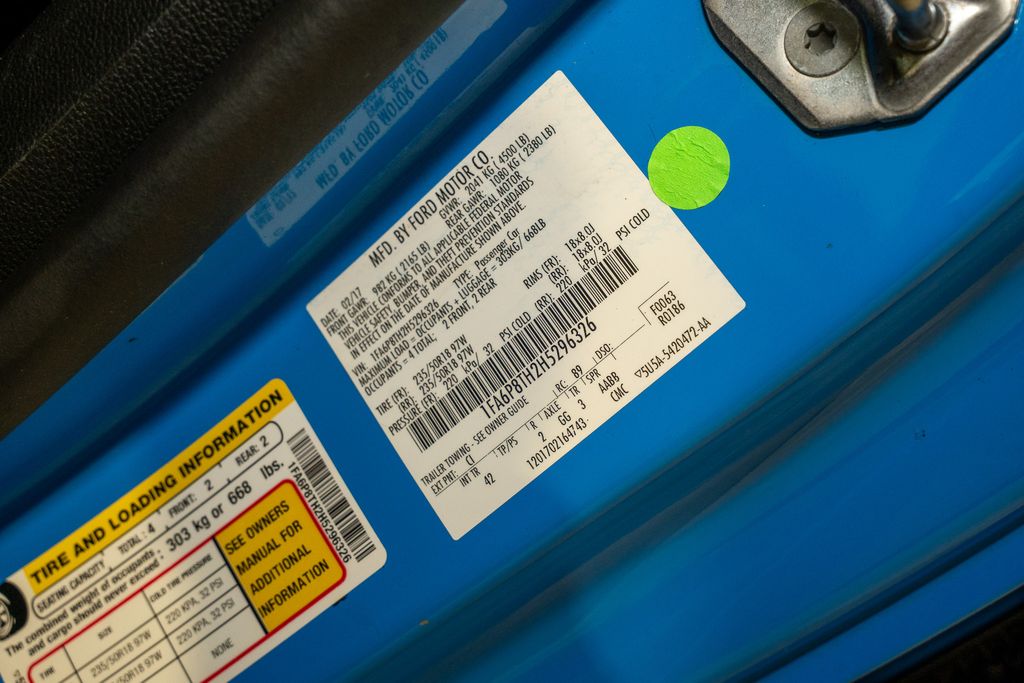 MFD. BY FORD MOTOR CO.
DATE: 02/17 GVWR: 2041 KG ( 4500 LB)
FRONT GAWR: 982 KG ( 2165 LB) REAR GAWR: 1080 KG ( 2380 LB)
THIS VEHICLE CONFORMS TO ALL APPLICABLE FEDERAL MOTOR
VEHICLE SAFETY, BUMPER, AND THEFT PREVENTION STANDARDS
IN EFFECT ON THE DATE OF MANUFACTURE SHOWN ABOVE.
VIN: 1FA6P8TH2H5296326 TYPE: Passenger Car
MAXIMUM LOAD = OCCUPANTS + LUGGAGE = 303KG/ 668LB
OCCUPANTS = 4 TOTAL, 2 FRONT, 2 REAR
TIRE (FR): 235/50R18 97W RIMS (FR): 18x8.0J
(RR): 235/50R18 97W (RR): 18x8.0J
PRESSURE (FR) 220 kPa/ 32 PSI COLD (RR): 220 kPa/ 32 PSI COLD
1FA6P8TH2H5296326
TRAILER TOWING - SEE OWNER GUIDE
F0063
R0186
EXT PNT: CJ RC: 89 DSO:
INT TR TP/PS R AXLE TR SPR
42 2 GG 3 AABB
1201702164743 CMC 5U5A-5420472-AA
TIRE AND LOADING INFORMATION
SEATING CAPACITY TOTAL: 4 FRONT: 2 REAR: 2
The combined weight of occupants
and cargo should never exceed: 303 kg or 668 lbs.
TIRE SIZE COLD TIRE PRESSURE
235/50R18 97W 220 KPA, 32 PSI
235/50R18 97W 220 KPA, 32 PSI
NONE
SEE OWNERS
MANUAL FOR
ADDITIONAL
INFORMATION
1FA6P8TH2H5296326